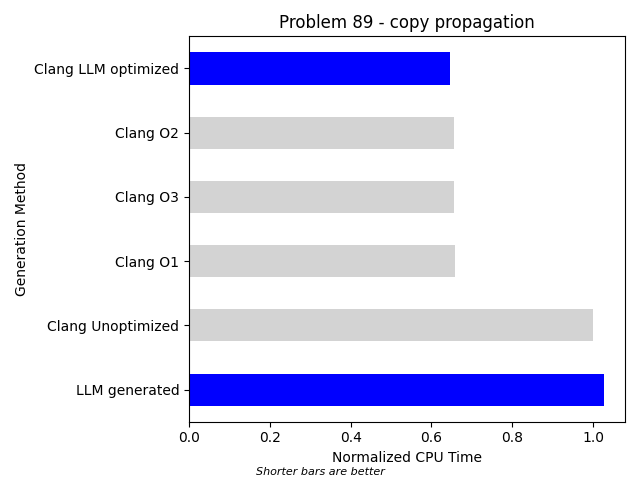 Problem 89 - copy propagation
Generation Method
Clang LLM optimized
Clang O2
Clang O3
Clang O1
Clang Unoptimized
LLM generated
0.0 0.2 0.4 0.6 0.8 1.0
Normalized CPU Time
Shorter bars are better